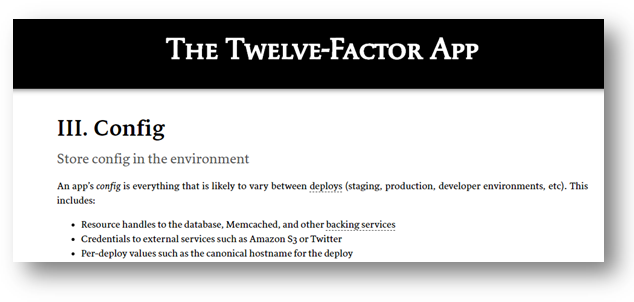 THE TWELVE-FACTOR APP
III. Config
Store config in the environment
An app's config is everything that is likely to vary between deploys (staging, production, developer environments, etc). This
includes:
• Resource handles to the database, Memcached, and other backing services
• Credentials to external services such as Amazon S3 or Twitter
• Per-deploy values such as the canonical hostname for the deploy